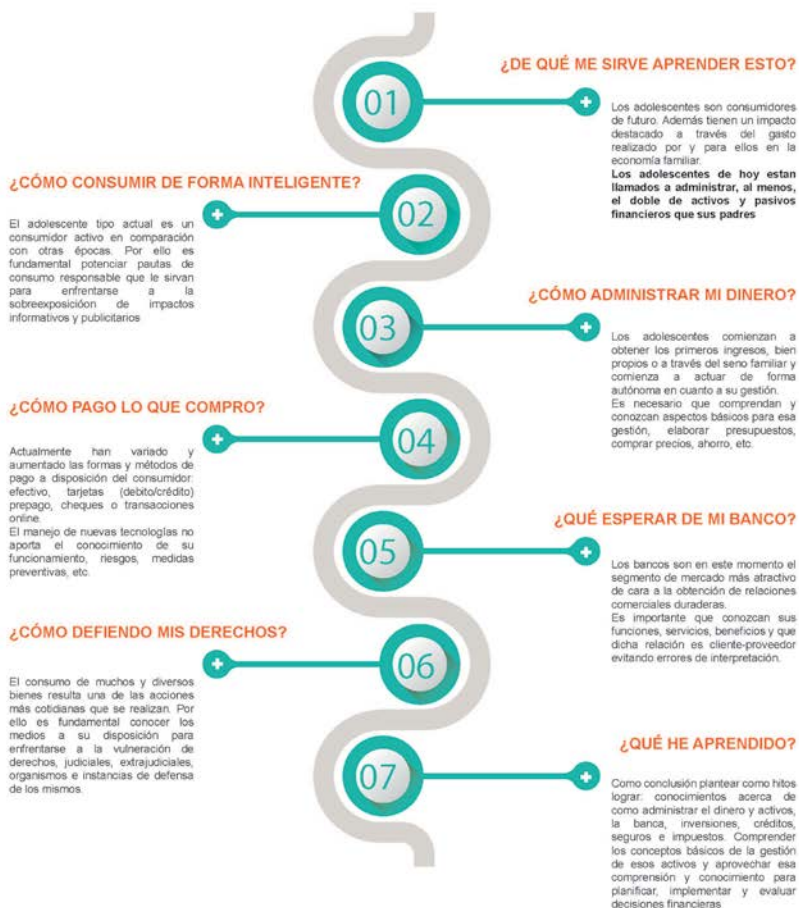 01
¿DE QUÉ ME SIRVE APRENDER ESTO?
Los adolescentes son consumidores
de futuro. Además tienen un impacto
destacado a través del gasto
realizado por y para ellos en la
economía familiar.
Los adolescentes de hoy estan
llamados a administrar, al menos,
el doble de activos y pasivos
financieros que sus padres
¿CÓMO CONSUMIR DE FORMA INTELIGENTE?
02
El adolescente tipo actual es un
consumidor activo en comparación
con otras épocas. Por ello es
fundamental potenciar pautas de
consumo responsable que le sirvan
para enfrentarse a la
sobreexposicióon de impactos
informativos y publicitarios
03
¿CÓMO ADMINISTRAR MI DINERO?
Los adolescentes comienzan a
obtener los primeros ingresos, bien
propios o a través del seno familiar y
comienza a actuar de forma
autónoma en cuanto a su gestión.
Es necesario que comprendan y
conozcan aspectos básicos para esa
gestión, elaborar presupuestos,
comprar precios, ahorro, etc.
¿CÓMO PAGO LO QUE COMPRO?
04
Actualmente han variado y
aumentado las formas y métodos de
pago a disposición del consumidor:
efectivo, tarjetas (debito/crédito)
prepago, cheques o transacciones
online.
El manejo de nuevas tecnologías no
aporta el conocimiento de su
funcionamiento, riesgos, medidas
preventivas, etc.
05
¿QUÉ ESPERAR DE MI BANCO?
Los bancos son en este momento el
segmento de mercado más atractivo
de cara a la obtención de relaciones
comerciales duraderas.
Es importante que conozcan sus
funciones, servicios, beneficios y que
dicha relación es cliente-proveedor
evitando errores de interpretación.
¿CÓMO DEFIENDO MIS DERECHOS?
06
El consumo de muchos y diversos
bienes resulta una de las acciones
más cotidianas que se realizan. Por
ello es fundamental conocer los
medios a su disposición para
enfrentarse a la vulneración de
derechos, judiciales, extrajudiciales,
organismos e instancias de defensa
de los mismos.
07
¿QUÉ HE APRENDIDO?
Como conclusión plantear como hitos
lograr: conocimientos acerca de
como administrar el dinero y activos,
la banca, inversiones, créditos,
seguros e impuestos. Comprender
los conceptos básicos de la gestión
de esos activos y aprovechar esa
comprensión y conocimiento para
planificar, implementar y evaluar
decisiones financieras